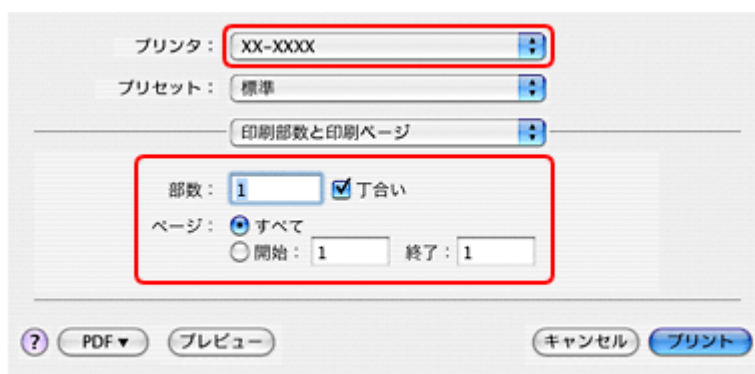 プリンタ： XX-XXXX
プリセット： 標準
印刷部数と印刷ページ
部数： 1 丁合い
ページ： すべて
開始： 1 終了： 1
? PDF▼ プレビュー キャンセル プリント